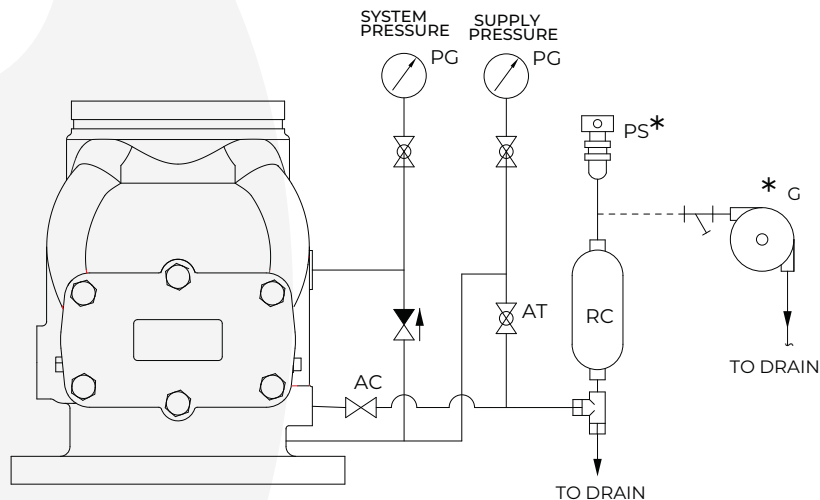 SYSTEM
PRESSURE
PG
SUPPLY
PRESSURE
PG
PS*
* G
AT
RC
AC
TO DRAIN
TO DRAIN